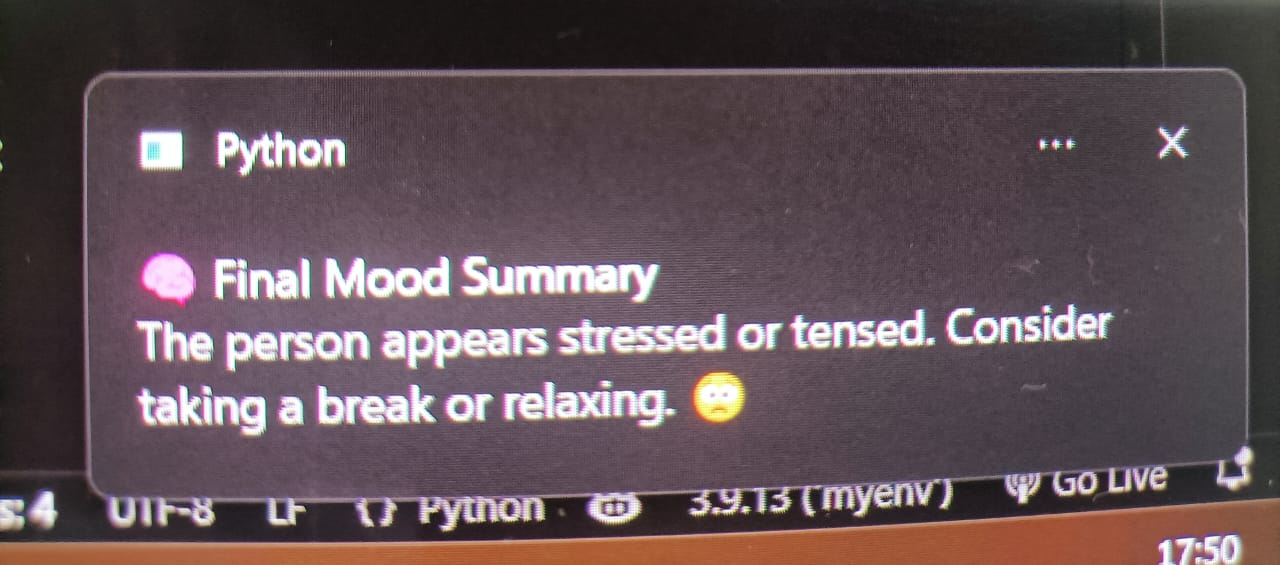 Python
🧠 Final Mood Summary
The person appears stressed or tensed. Consider
taking a break or relaxing. 😟
s: 4 UTF-8 LF {} Python 3.9.13 ('myenv') Go Live
17:50